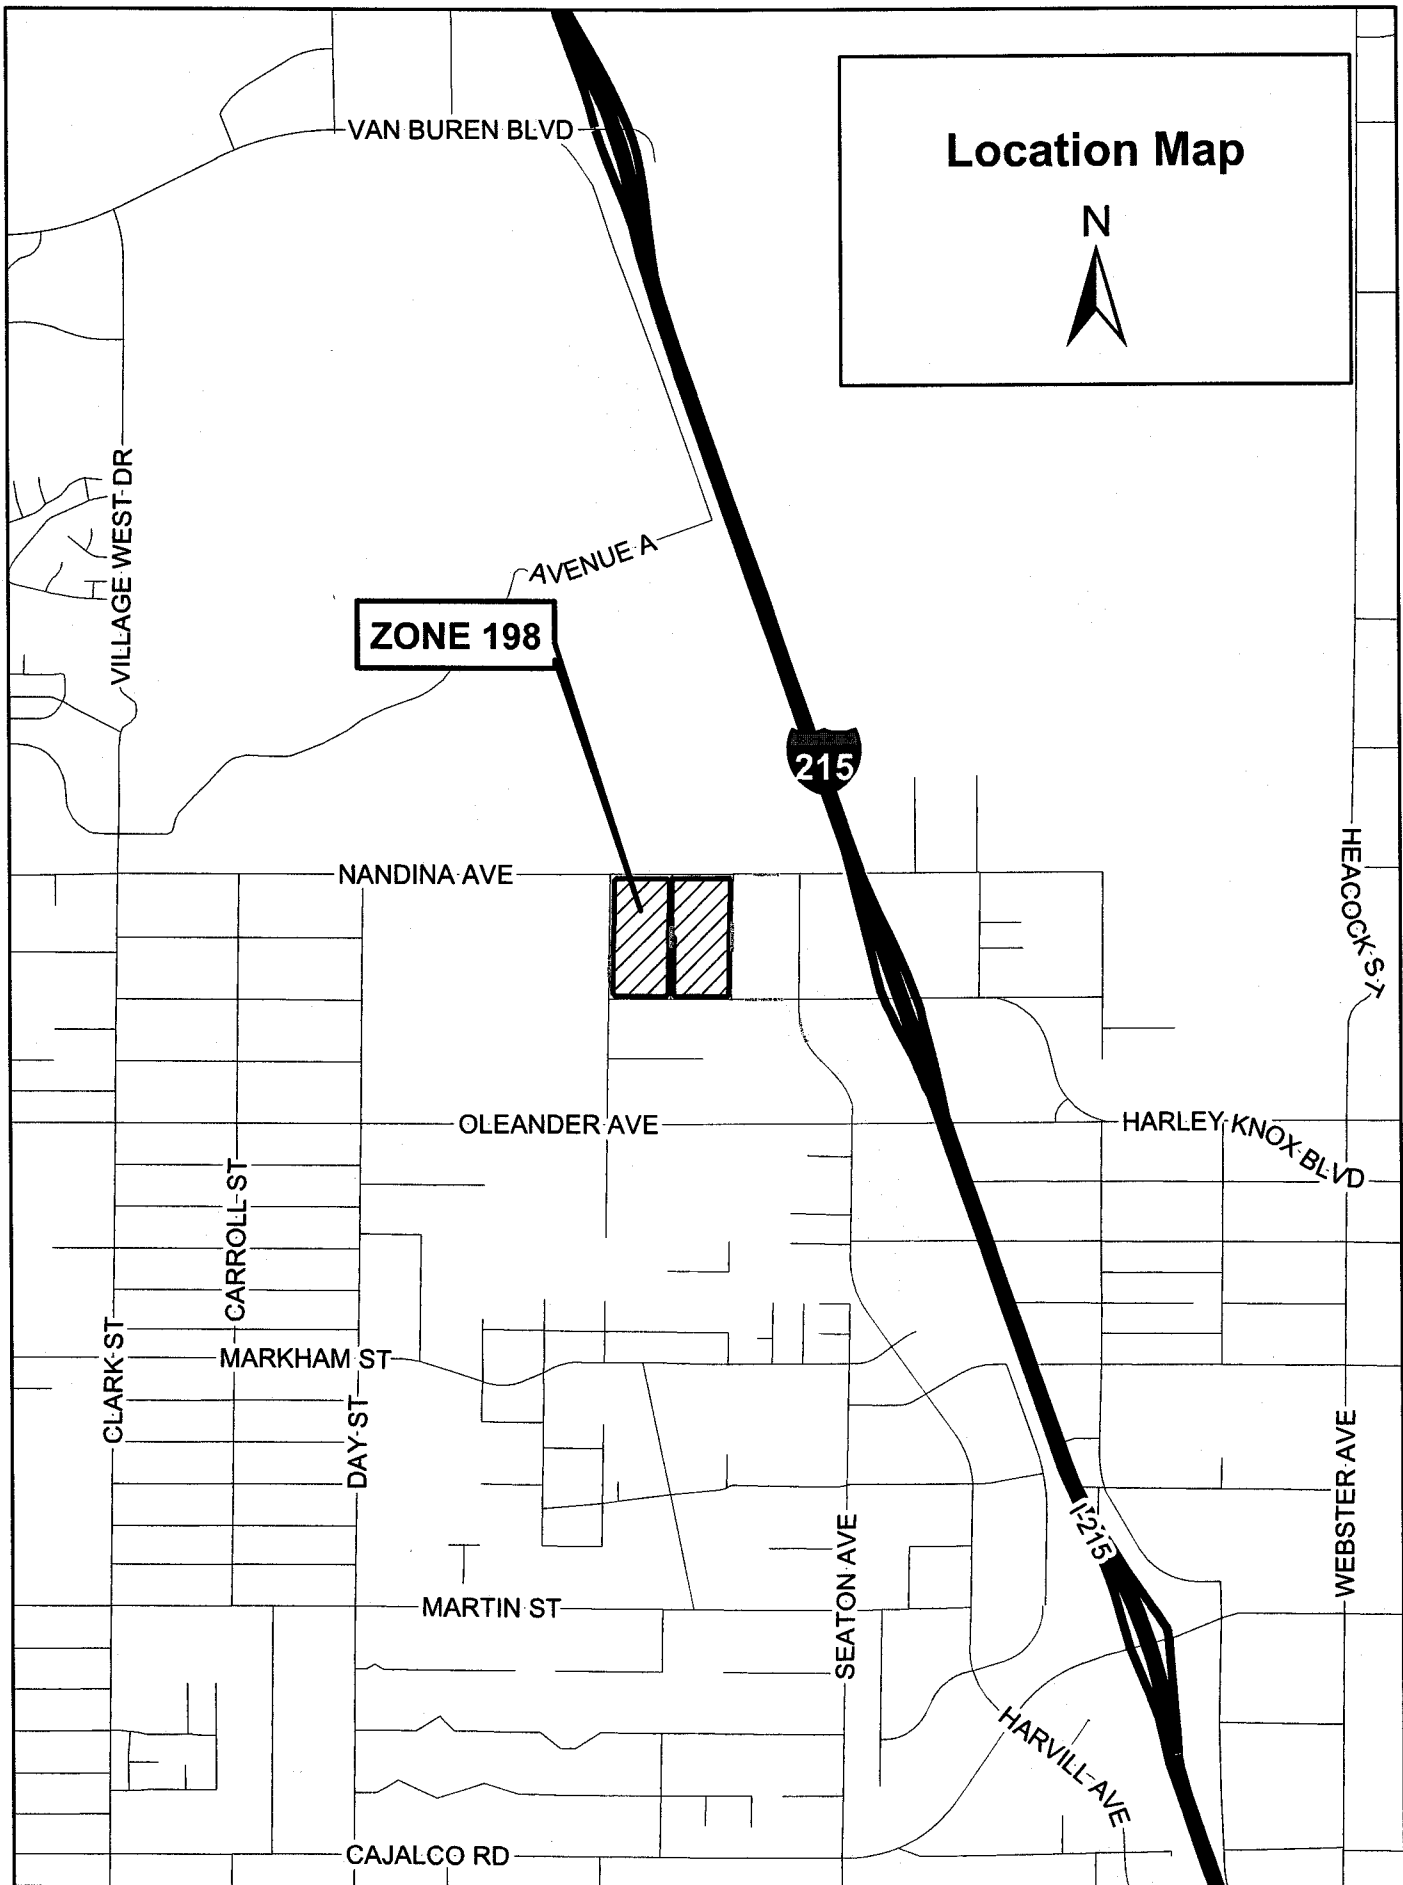 VAN BUREN BLVD
Location Map
N
VILLAGE WEST DR
AVENUE A
ZONE 198
215
NANDINA AVE
HEACOCK ST
OLEANDER AVE
HARLEY KNOX BLVD
CARROLL ST
CLARK ST
MARKHAM ST
DAY ST
I-215
WEBSTER AVE
SEATON AVE
MARTIN ST
HARVILL AVE
CAJALCO RD